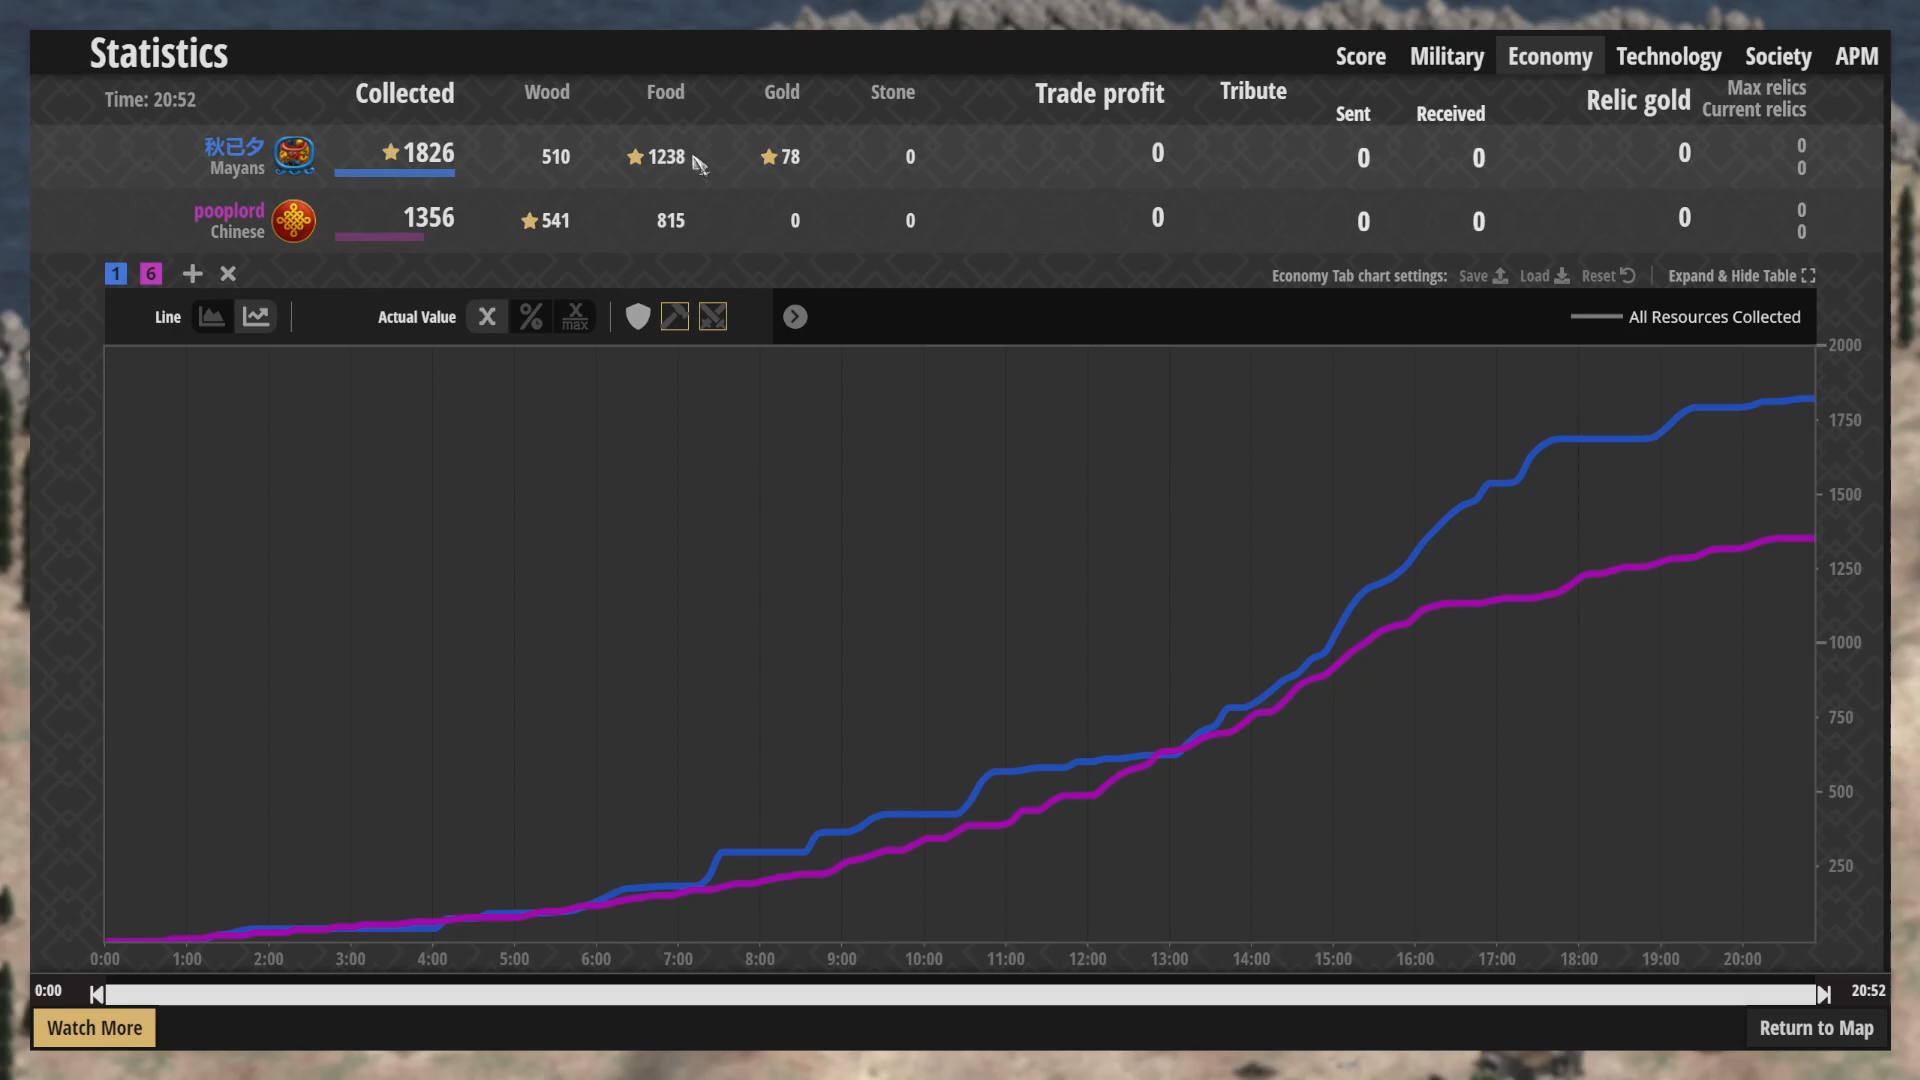 Statistics
Score Military Economy Technology Society APM
Time: 20:52
Collected Wood Food Gold Stone Trade profit Tribute Sent Received Relic gold Max relics
Current relics
秋已夕
Mayans
1826 510 1238 78 0 0 0 0 0 0
0
pooplord
Chinese
1356 541 815 0 0 0 0 0 0 0
0
1 6
Economy Tab chart settings: Save Load Reset Expand & Hide Table
Line Actual Value X % X max
All Resources Collected
2000
1750
1500
1250
1000
750
500
250
0:00 1:00 2:00 3:00 4:00 5:00 6:00 7:00 8:00 9:00 10:00 11:00 12:00 13:00 14:00 15:00 16:00 17:00 18:00 19:00 20:00
0:00 20:52
Watch More Return to Map